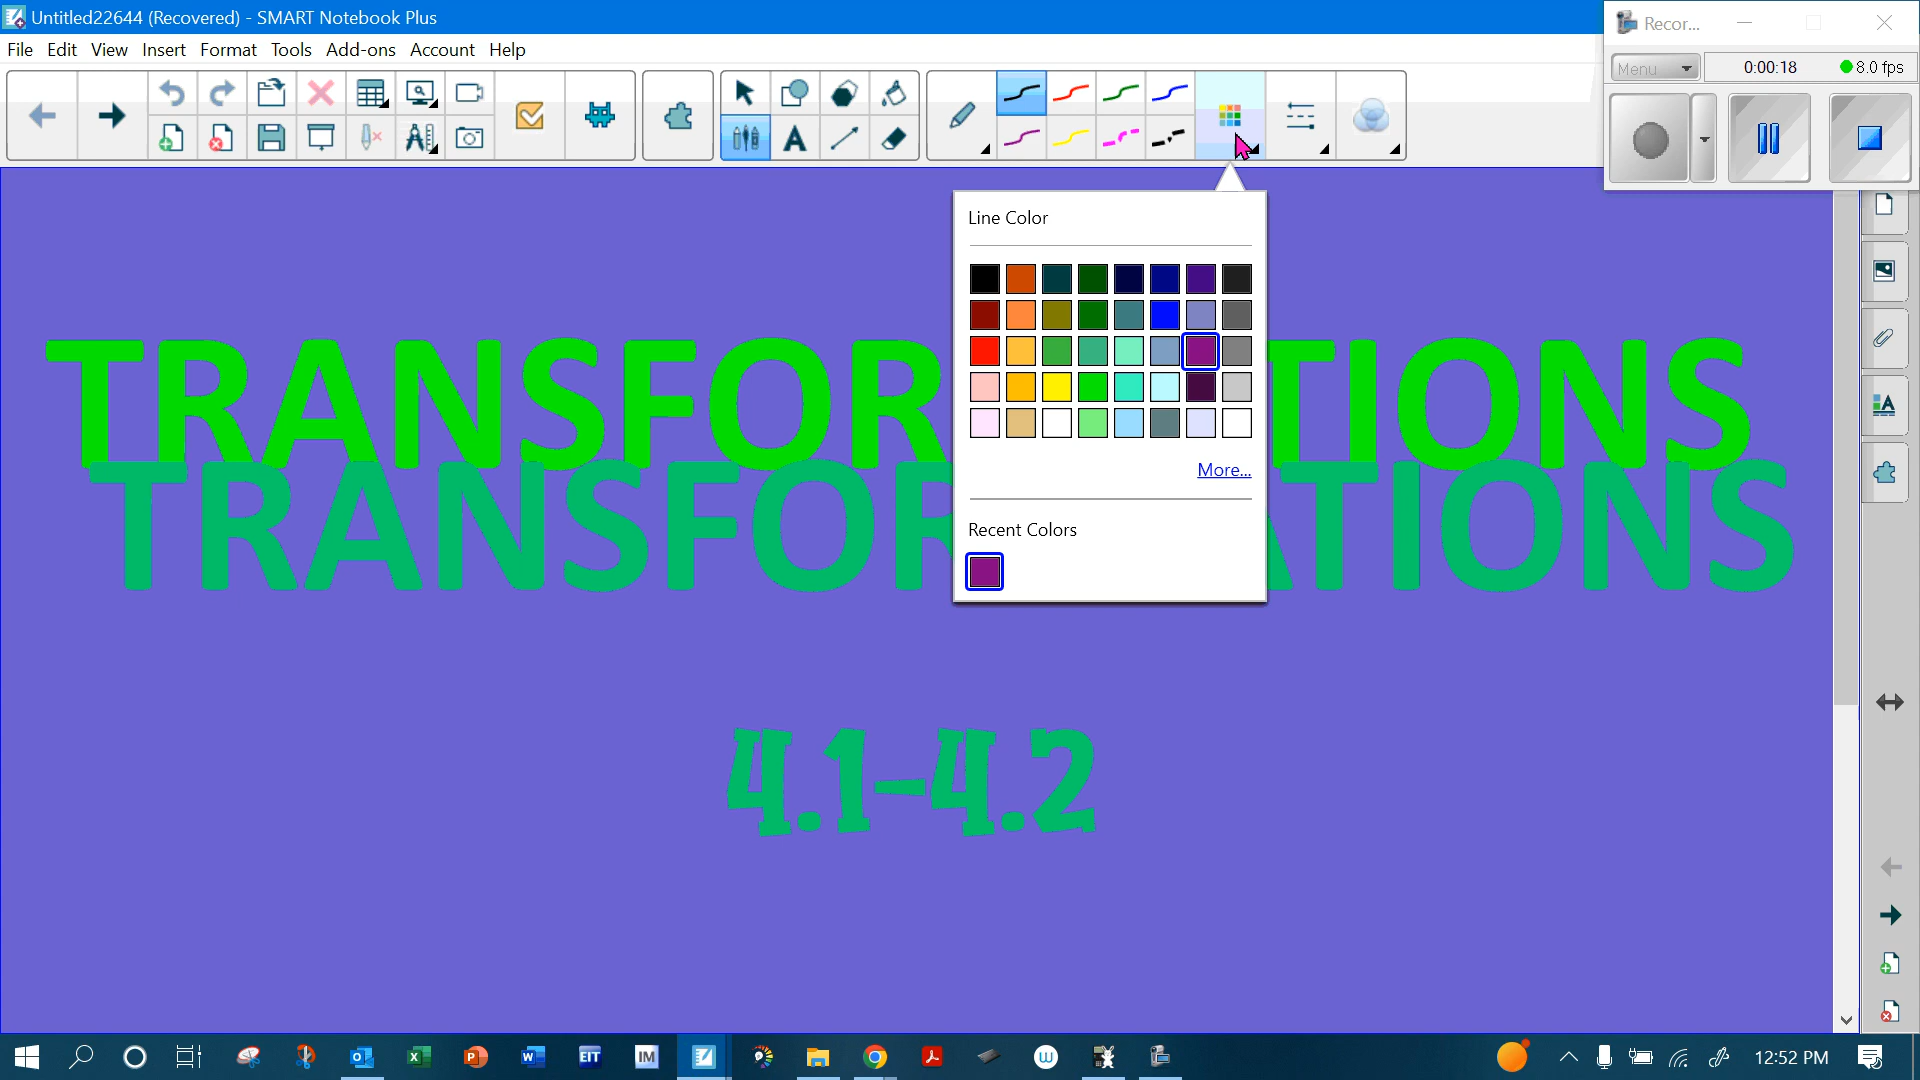 Untitled22644 (Recovered) - SMART Notebook Plus
Recor...
File Edit View Insert Format Tools Add-ons Account Help
Menu
0:00:18
8.0 fps
Line Color
TRANSFOR TIONS
TRANSFOR ATIONS
More...
Recent Colors
4.1-4.2
EIT
IM
12:52 PM